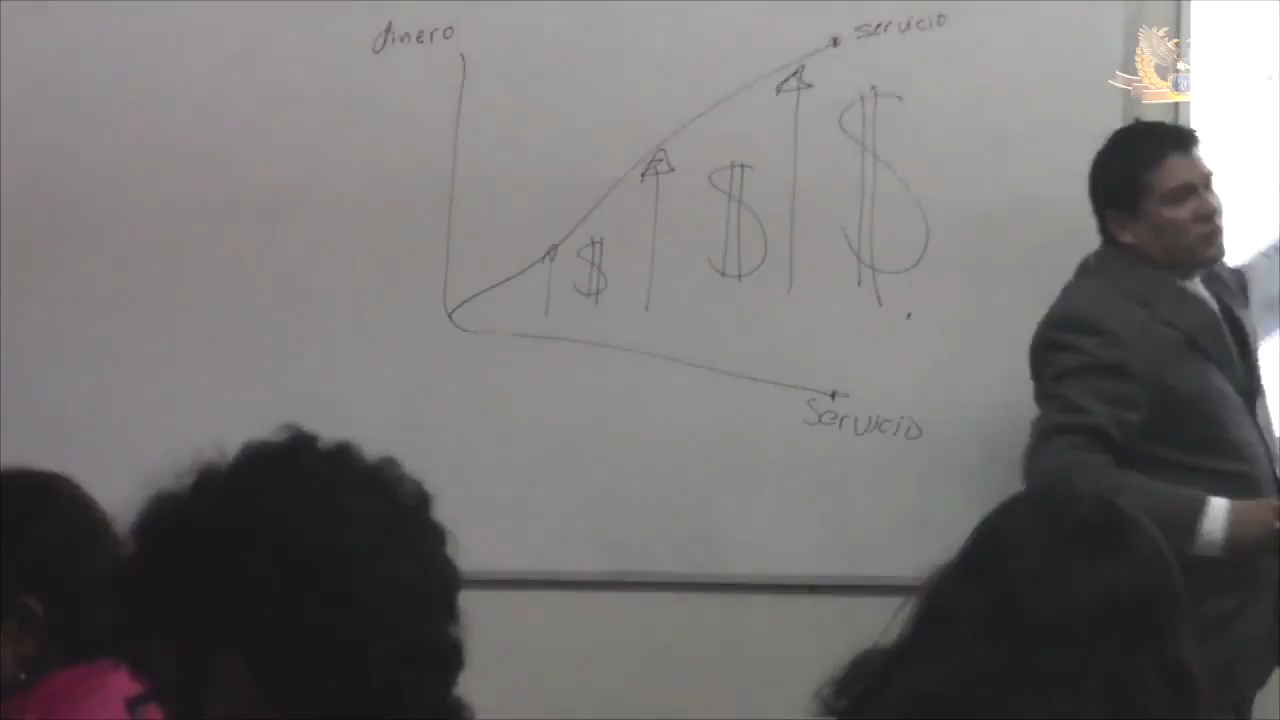 dinero
servicio
$ $ $
Servicio